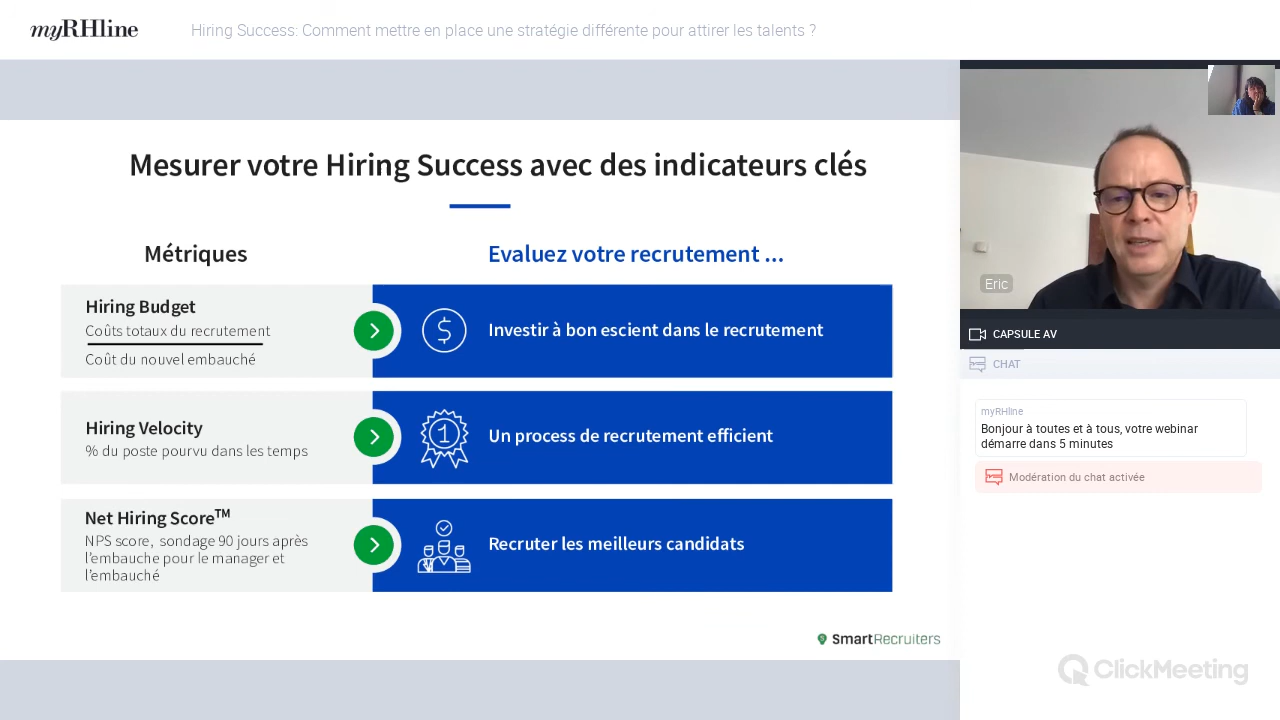 myRHline
Hiring Success: Comment mettre en place une stratégie différente pour attirer les talents ?
Mesurer votre Hiring Success avec des indicateurs clés
Métriques
Evaluez votre recrutement ...
Hiring Budget
Coûts totaux du recrutement
Coût du nouvel embauché
Investir à bon escient dans le recrutement
Hiring Velocity
% du poste pourvu dans les temps
1
Un process de recrutement efficient
Net Hiring Score™
NPS score, sondage 90 jours après
l'embauche pour le manager et
l'embauché
Recruter les meilleurs candidats
SmartRecruiters
Eric
CAPSULE AV
CHAT
myRHline
Bonjour à toutes et à tous, votre webinar
démarre dans 5 minutes
Modération du chat activée
ClickMeeting